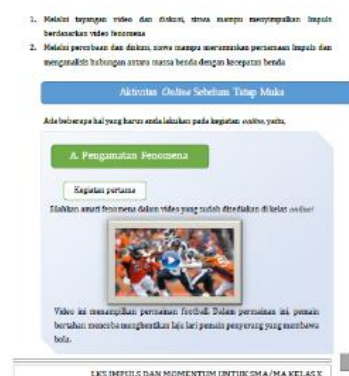 1. Melalui tayangan video dan diskusi, siswa mampu menyimpulkan Impuls
berdasarkan video fenomena
2. Melalui percobaan dan diskusi, siswa mampu merumuskan persamaan Impuls dan
menganalisis hubungan antara massa benda dengan kecepatan benda
Aktivitas Online Sebelum Tatap Muka
Ada beberapa hal yang harus anda lakukan pada kegiatan online, yaitu,
A. Pengamatan Fenomena
Kegiatan pertama
Silahkan amati fenomena dalam video yang sudah disediakan di kelas online!
Video ini menampilkan permainan football. Dalam permainan ini, pemain
bertahan mencoba menghentikan laju lari pemain penyerang yang membawa
bola.
LKS IMPULS DAN MOMENTUM UNTUK SMA/MA KELAS X